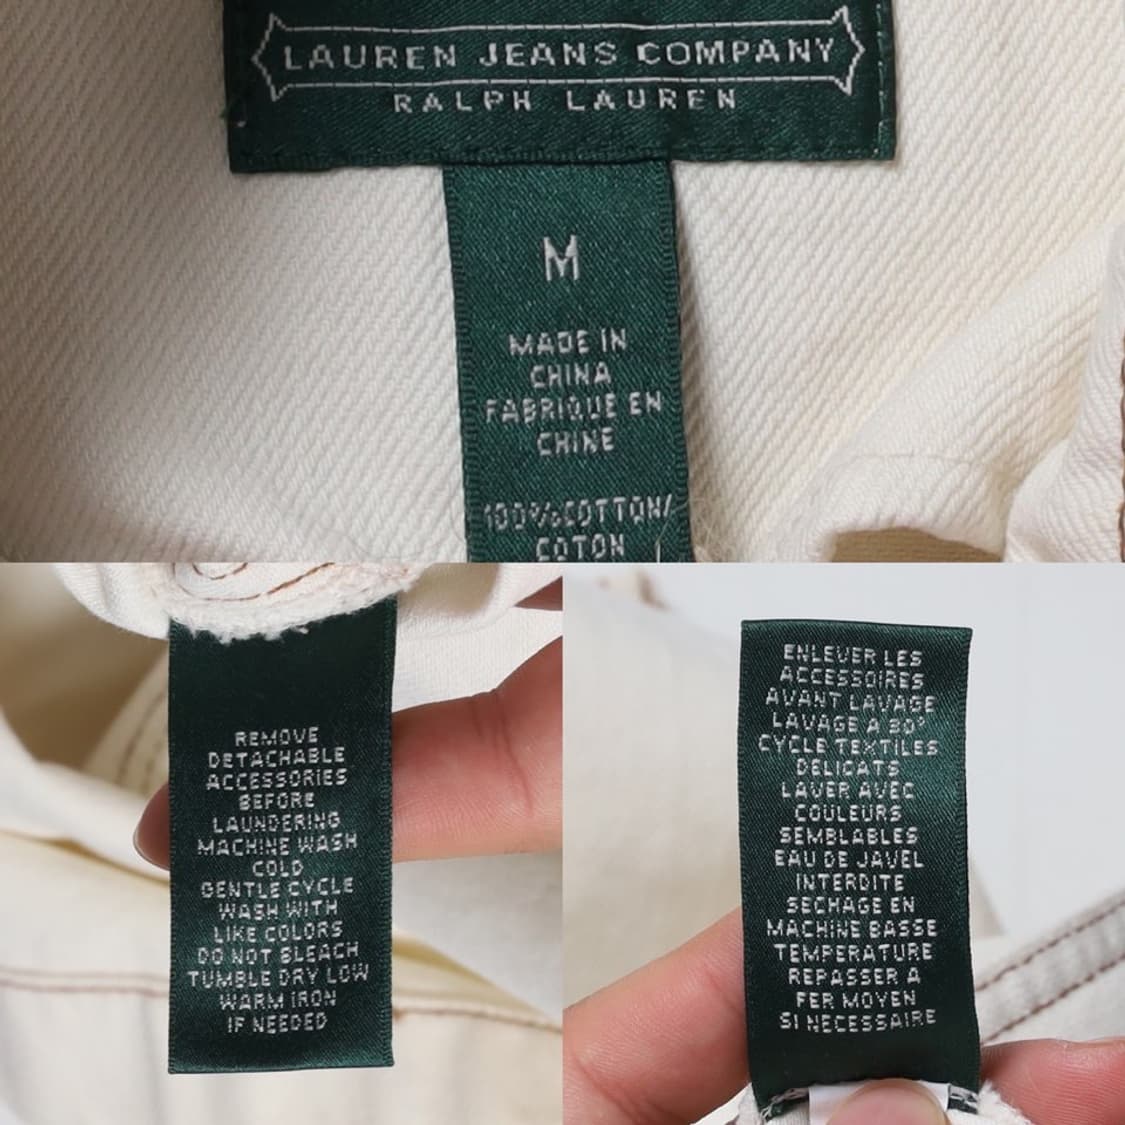 LAUREN JEANS COMPANY
RALPH LAUREN
M
MADE IN
CHINA
FABRIQUE EN
CHINE
100%COTTON/
COTON
REMOVE
DETACHABLE
ACCESSORIES
BEFORE
LAUNDERING
MACHINE WASH
COLD
GENTLE CYCLE
WASH WITH
LIKE COLORS
DO NOT BLEACH
TUMBLE DRY LOW
WARM IRON
IF NEEDED
ENLEVER LES
ACCESSOIRES
AVANT LAVAGE
LAVAGE A 30°
CYCLE TEXTILES
DELICATS
LAVER AVEC
COULEURS
SEMBLABLES
EAU DE JAVEL
INTERDITE
SECHAGE EN
MACHINE BASSE
TEMPERATURE
REPASSER A
FER MOYEN
SI NECESSAIRE